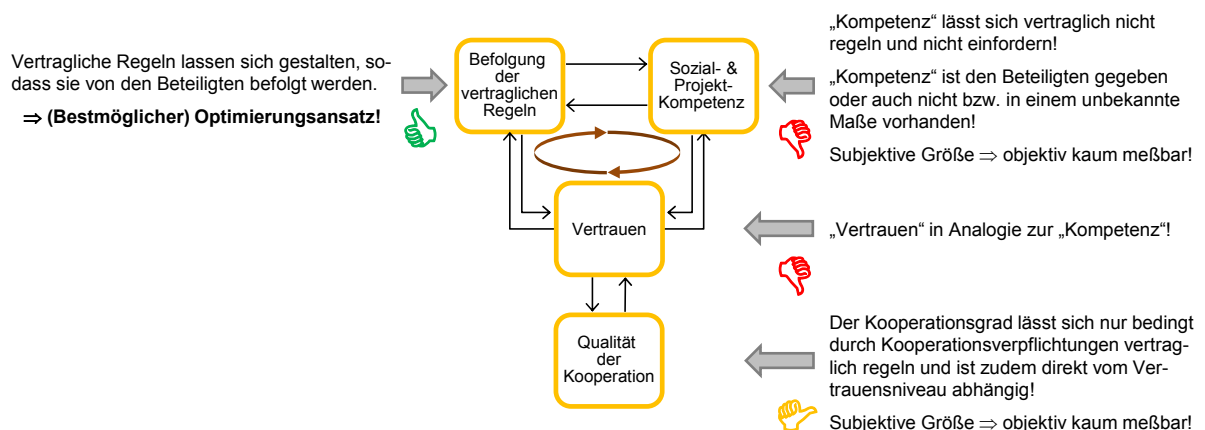 Vertragliche Regeln lassen sich gestalten, so-
dass sie von den Beteiligten befolgt werden.
⇒ (Bestmöglicher) Optimierungsansatz!
Befolgung
der
vertraglichen
Regeln
Sozial- &
Projekt-
Kompetenz
„Kompetenz“ lässt sich vertraglich nicht
regeln und nicht einfordern!
„Kompetenz“ ist den Beteiligten gegeben
oder auch nicht bzw. in einem unbekannte
Maße vorhanden!
Subjektive Größe ⇒ objektiv kaum meßbar!
Vertrauen
„Vertrauen“ in Analogie zur „Kompetenz“!
Qualität
der
Kooperation
Der Kooperationsgrad lässt sich nur bedingt
durch Kooperationsverpflichtungen vertrag-
lich regeln und ist zudem direkt vom Ver-
trauensniveau abhängig!
Subjektive Größe ⇒ objektiv kaum meßbar!